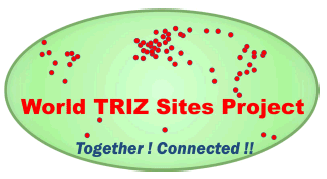 World TRIZ Sites Project
Together ! Connected !!